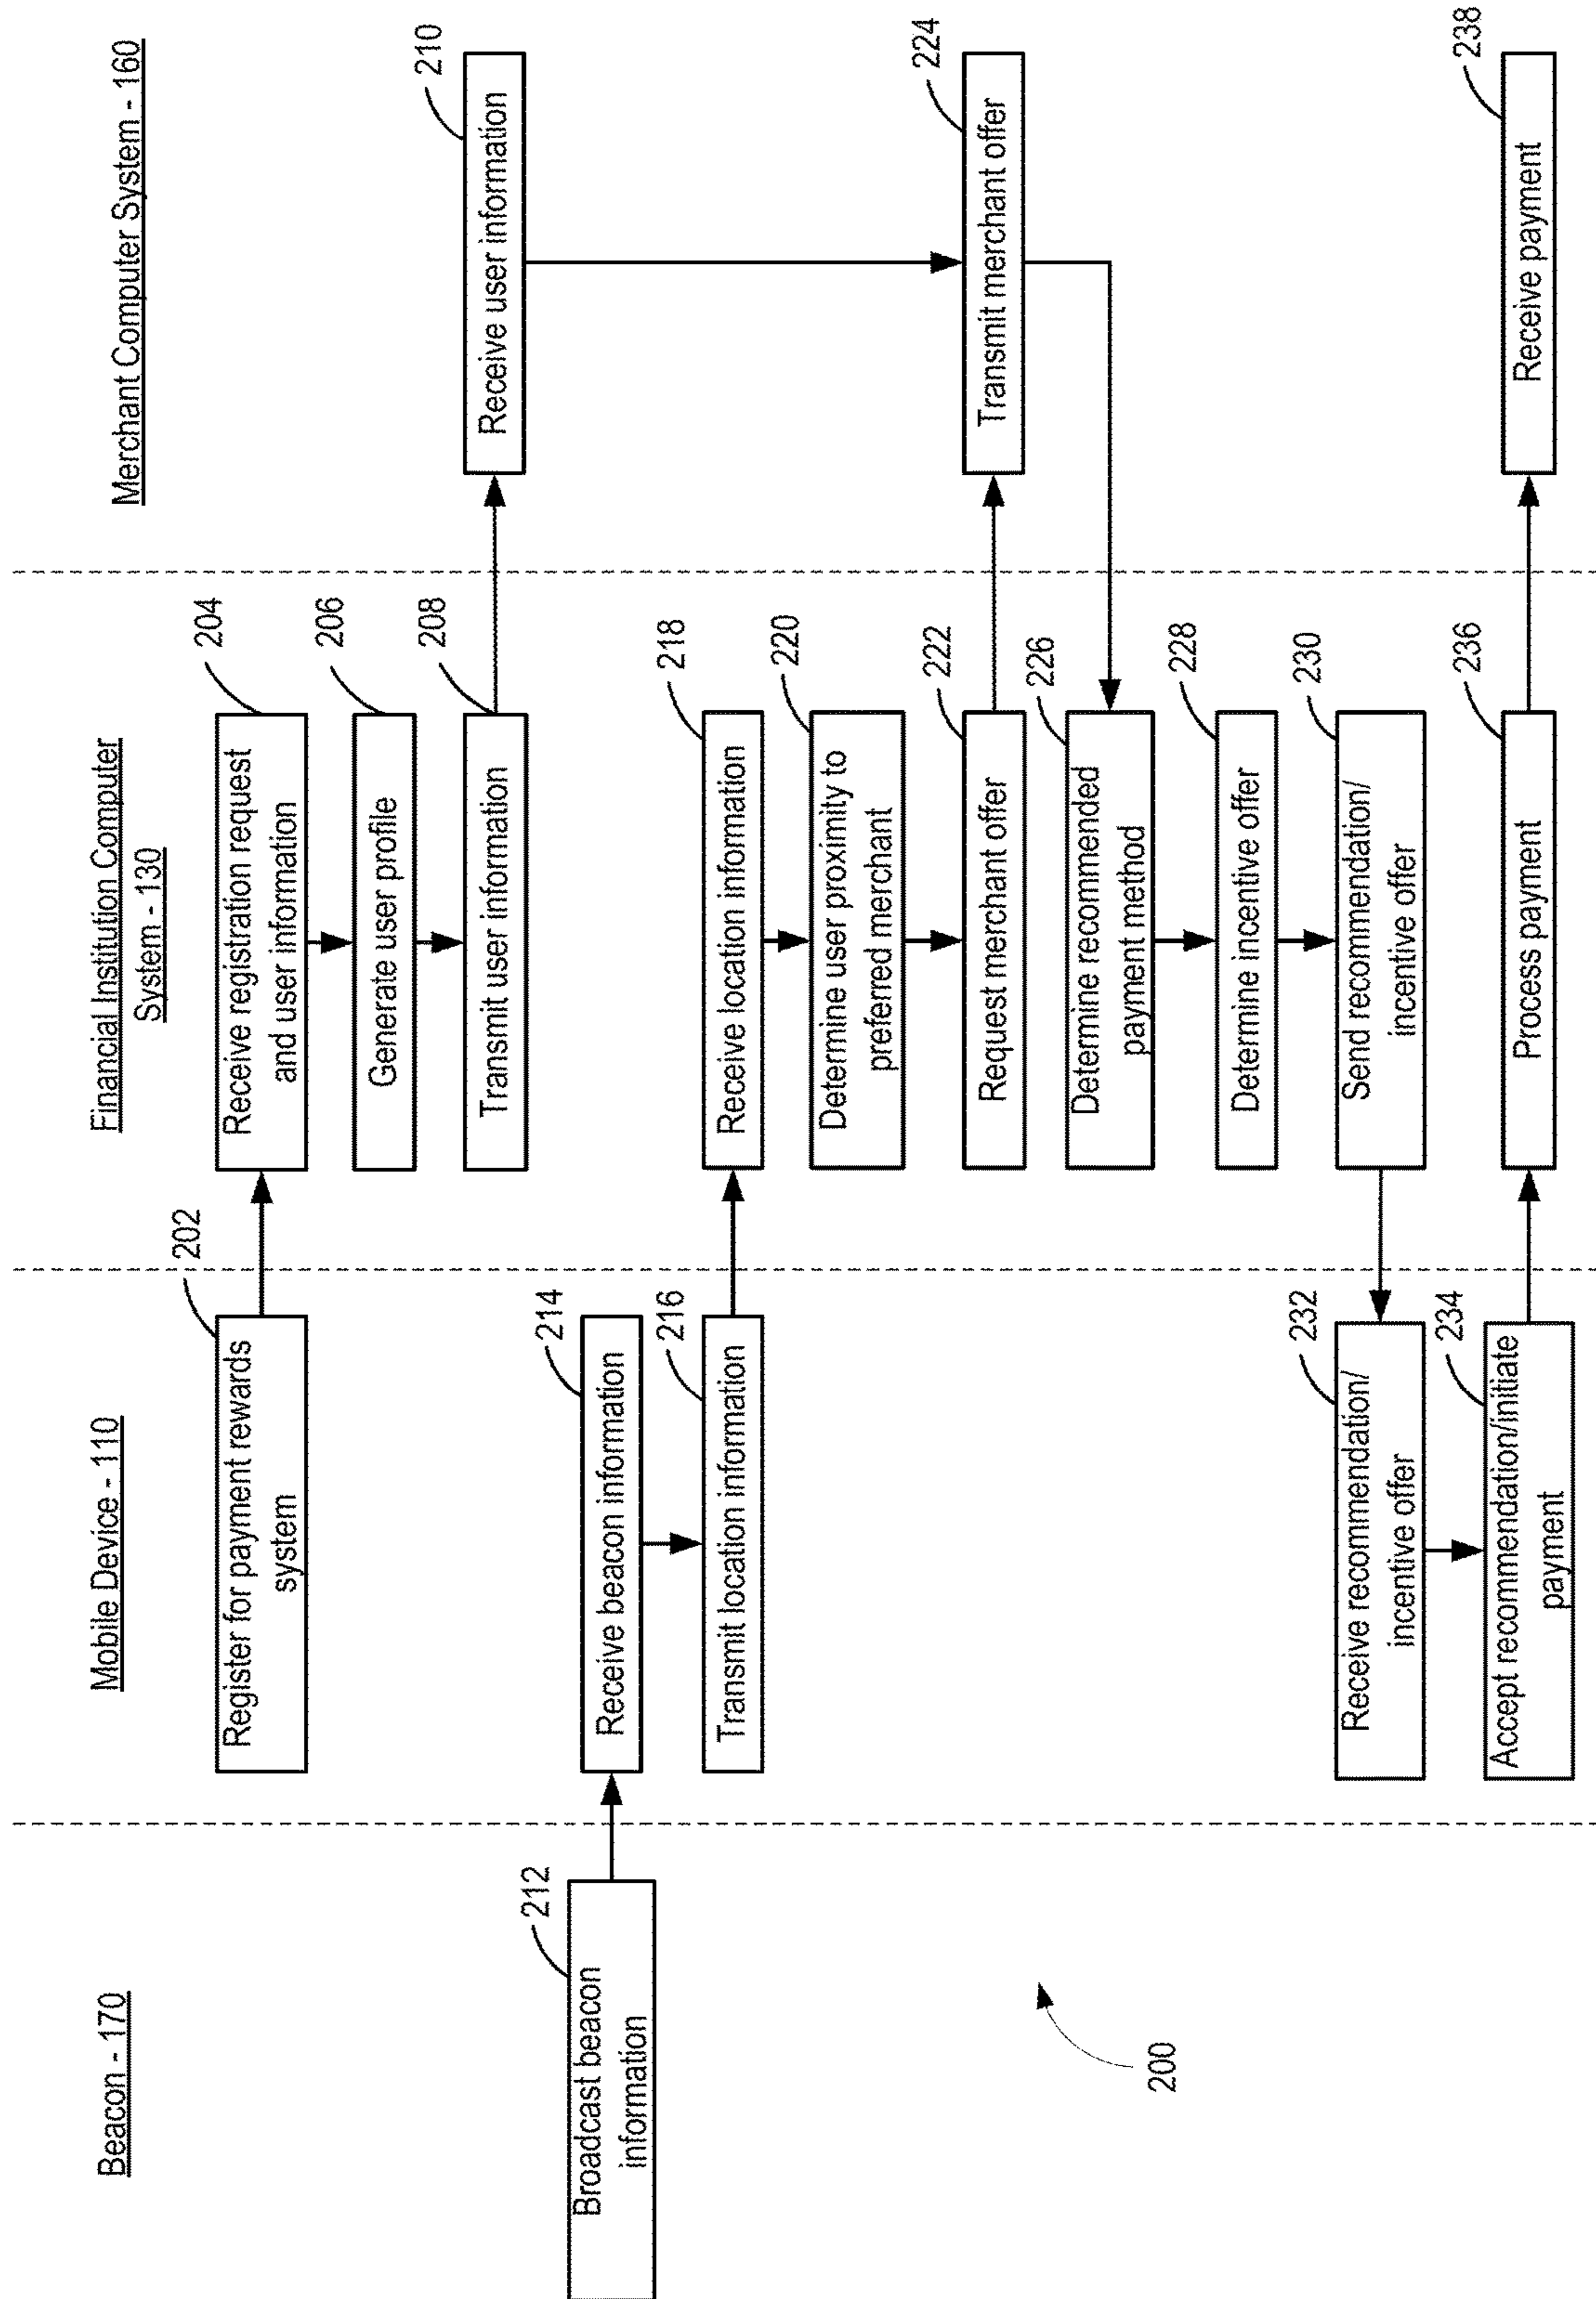 Beacon - 170
Mobile Device - 110
Financial Institution Computer
System - 130
Merchant Computer System - 160
202
Register for payment rewards
system
204
Receive registration request
and user information
206
Generate user profile
208
Transmit user information
210
Receive user information
212
Broadcast beacon
information
214
Receive beacon information
216
Transmit location information
218
Receive location information
220
Determine user proximity to
preferred merchant
222
Request merchant offer
224
Transmit merchant offer
226
Determine recommended
payment method
228
Determine incentive offer
230
Send recommendation/
incentive offer
232
Receive recommendation/
incentive offer
234
Accept recommendation/initiate
payment
236
Process payment
238
Receive payment
200